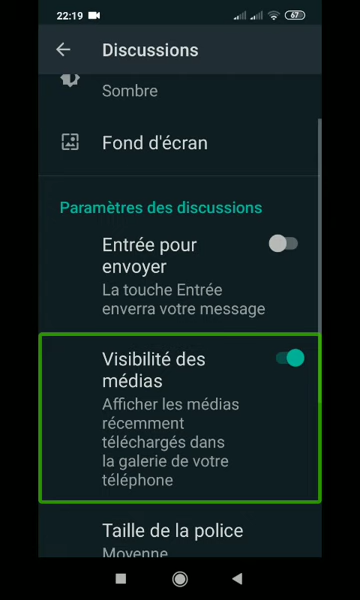 22:19
67
Discussions
Sombre
Fond d'écran
Paramètres des discussions
Entrée pour
envoyer
La touche Entrée
enverra votre message
Visibilité des
médias
Afficher les médias
récemment
téléchargés dans
la galerie de votre
téléphone
Taille de la police
Moyenne